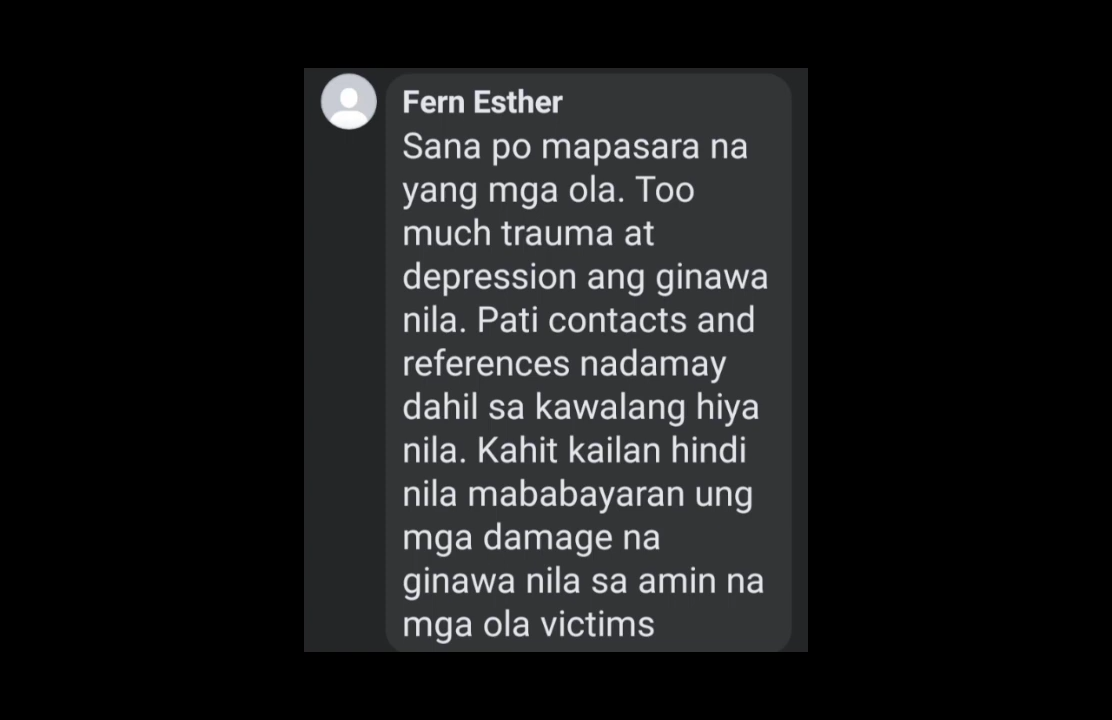 Fern Esther
Sana po mapasara na
yang mga ola. Too
much trauma at
depression ang ginawa
nila. Pati contacts and
references nadamay
dahil sa kawalang hiya
nila. Kahit kailan hindi
nila mababayaran ung
mga damage na
ginawa nila sa amin na
mga ola victims